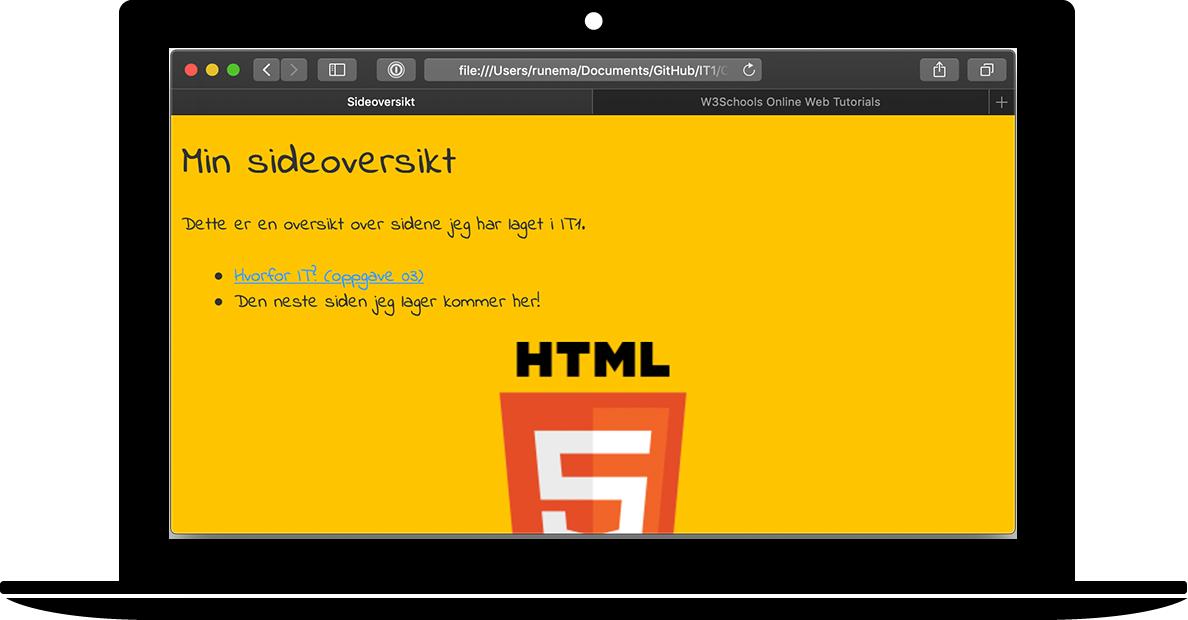 file:///Users/runema/Documents/GitHub/IT1/
Sideoversikt
W3Schools Online Web Tutorials
Min sideoversikt
Dette er en oversikt over sidene jeg har laget i IT1.
Hvorfor IT? (oppgave 03)
Den neste siden jeg lager kommer her!
HTML
5